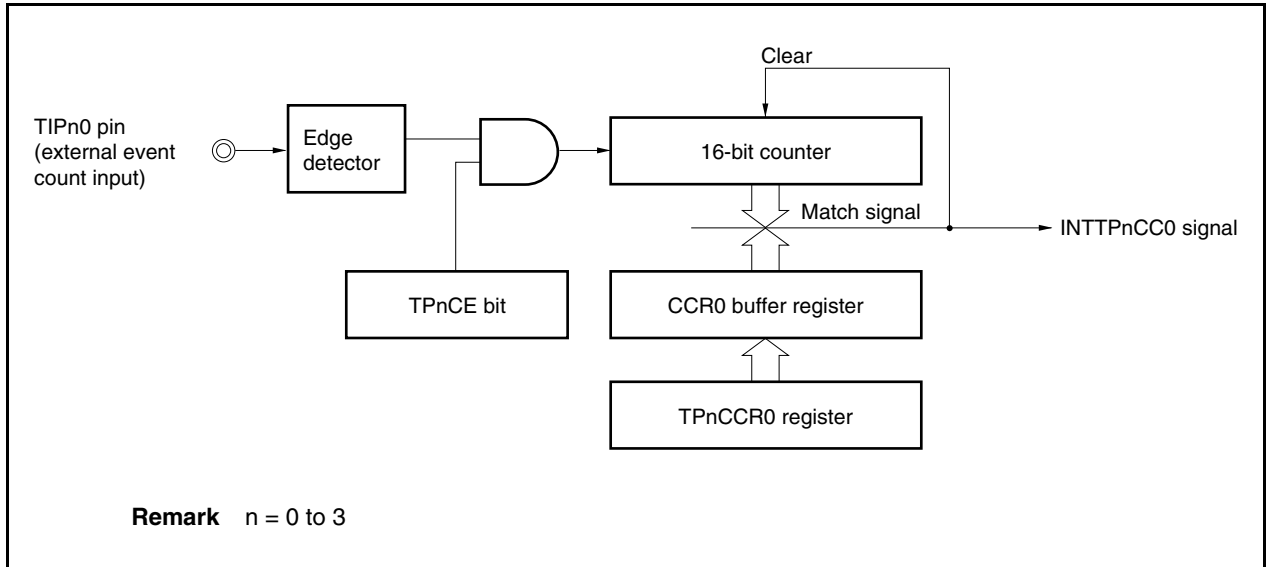 Clear
TIPn0 pin
(external event
count input)
Edge
detector
16-bit counter
Match signal
INTTPnCC0 signal
TPnCE bit
CCR0 buffer register
TPnCCR0 register
Remark n = 0 to 3